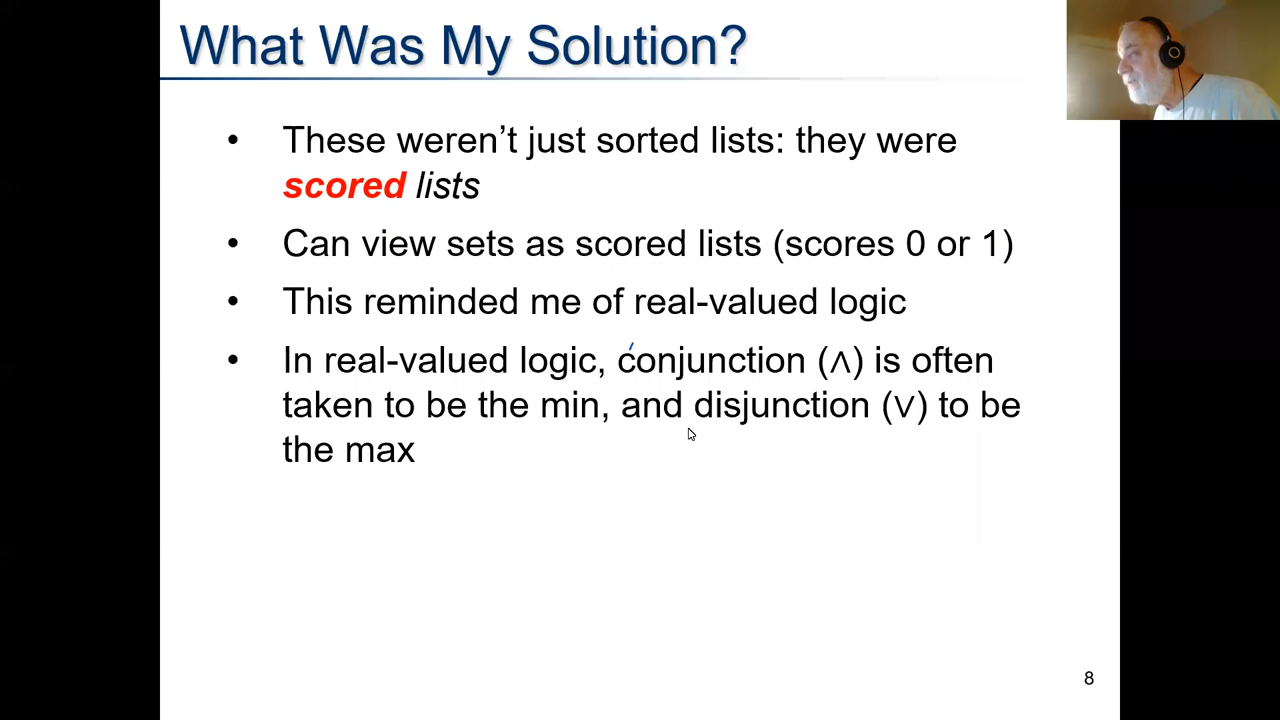 What Was My Solution?
• These weren’t just sorted lists: they were
scored lists
• Can view sets as scored lists (scores 0 or 1)
• This reminded me of real-valued logic
• In real-valued logic, conjunction (∧) is often
taken to be the min, and disjunction (∨) to be
the max
8